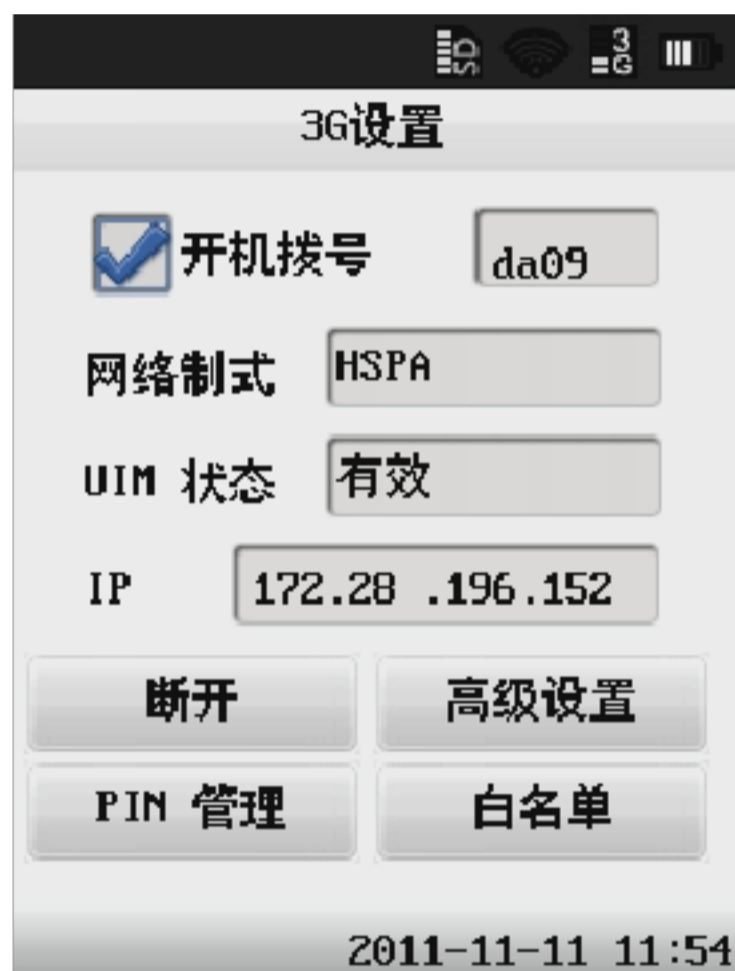 SD 3G
3G设置
开机拨号 da09
网络制式 HSPA
UIM 状态 有效
IP 172.28 .196.152
断开 高级设置
PIN 管理 白名单
2011-11-11 11:54